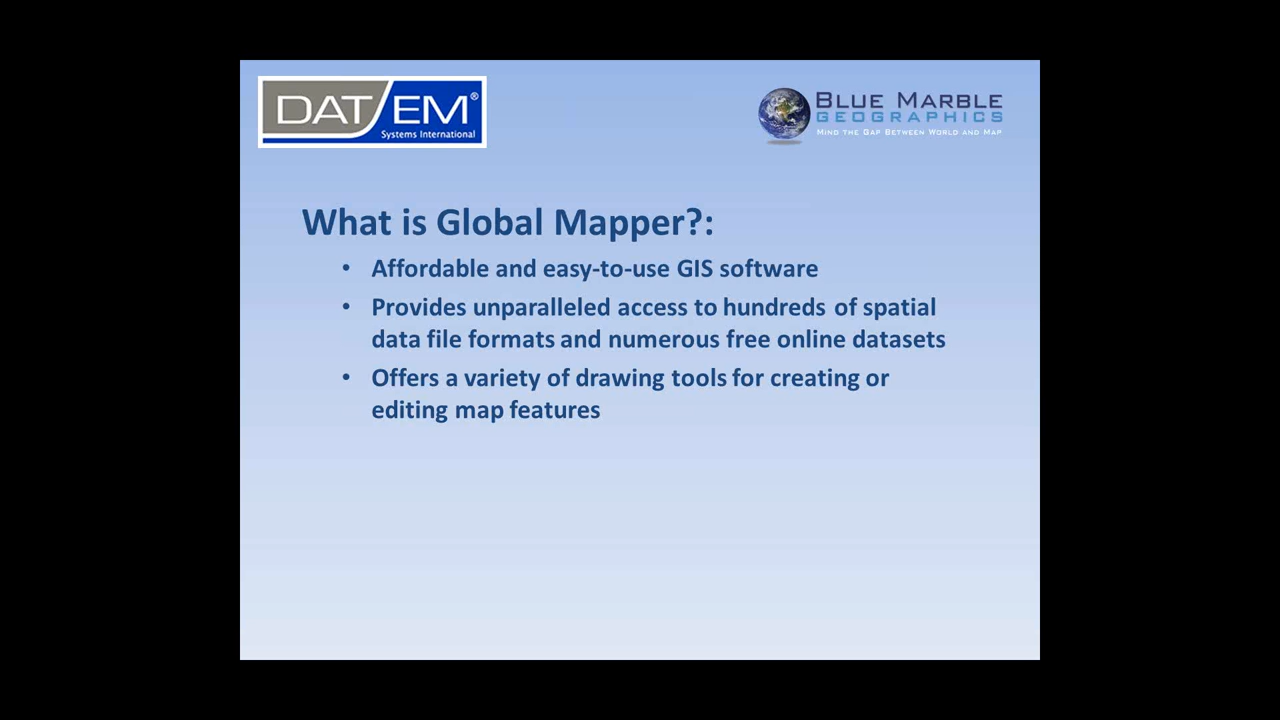 DAT/EM®
Systems International
BLUE MARBLE
GEOGRAPHICS
MIND THE GAP BETWEEN WORLD AND MAP
What is Global Mapper?:
• Affordable and easy-to-use GIS software
• Provides unparalleled access to hundreds of spatial
data file formats and numerous free online datasets
• Offers a variety of drawing tools for creating or
editing map features